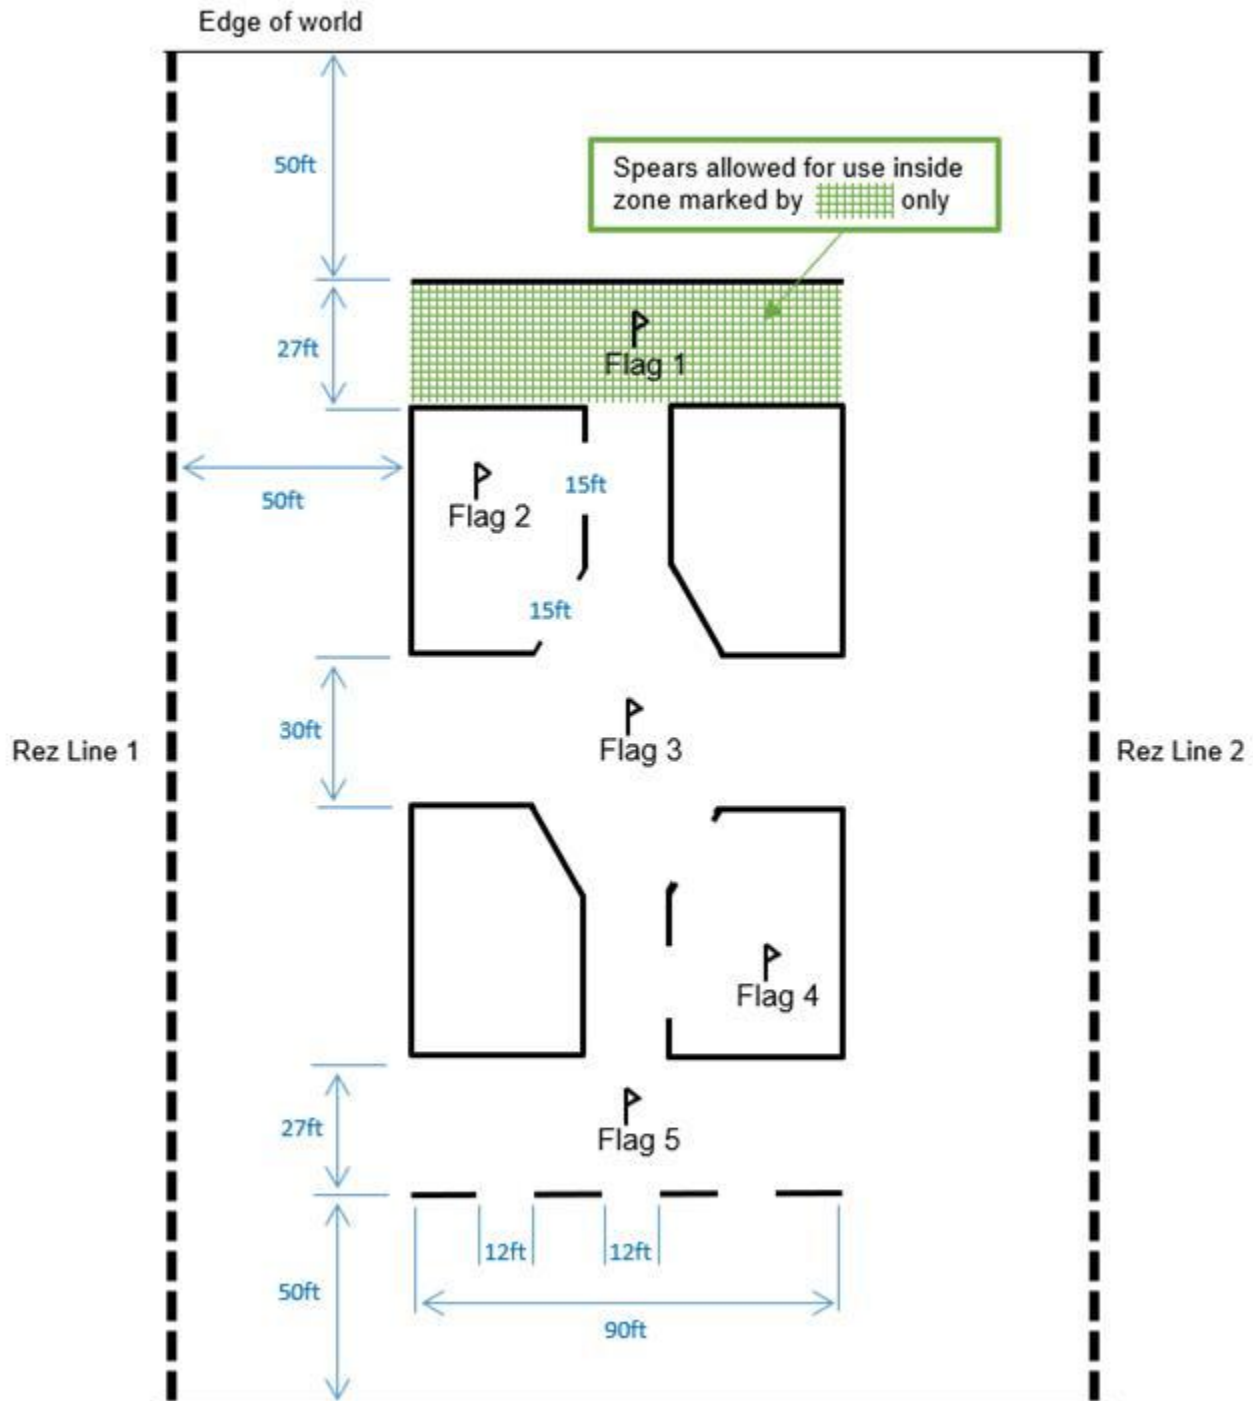 Edge of world
50ft
Spears allowed for use inside
zone marked by only
27ft
Flag 1
50ft
Flag 2
15ft
15ft
30ft
Flag 3
Rez Line 1
Rez Line 2
Flag 4
27ft
Flag 5
12ft
12ft
50ft
90ft